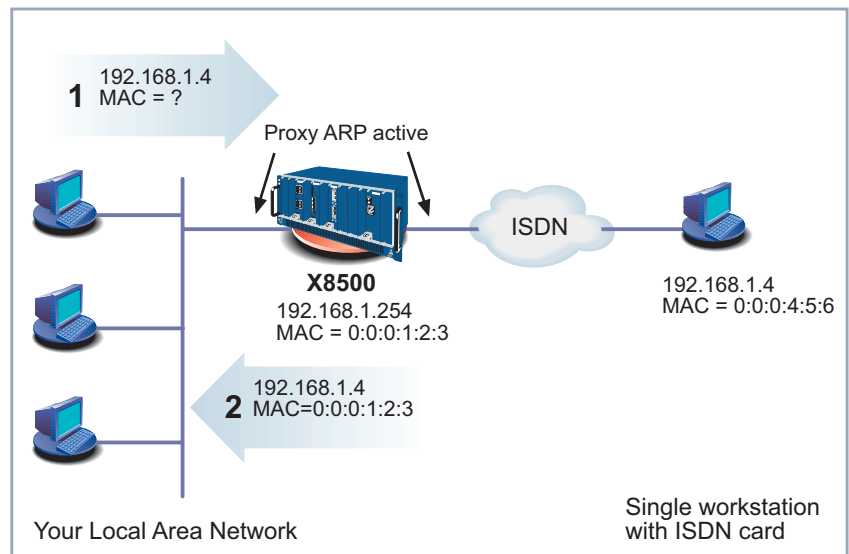 1 192.168.1.4
MAC = ?
Proxy ARP active
ISDN
X8500
192.168.1.254
MAC = 0:0:0:1:2:3
192.168.1.4
MAC = 0:0:0:4:5:6
2 192.168.1.4
MAC=0:0:0:1:2:3
Your Local Area Network
Single workstation
with ISDN card